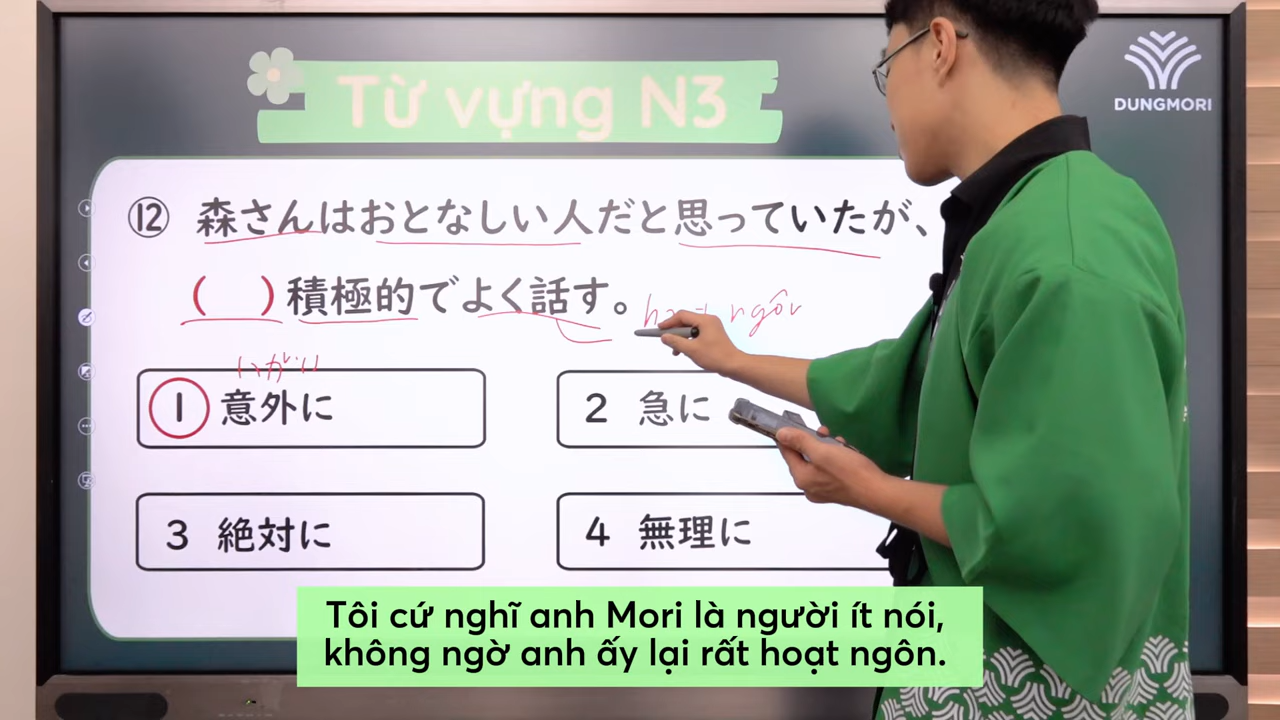 Từ vựng N3
DUNGMORI
⑫ 森さんはおとなしい人だと思っていたが、
( )積極的でよく話す。
ngôn
いがい
1 意外に
2 急に
3 絶対に
4 無理に
Tôi cứ nghĩ anh Mori là người ít nói,
không ngờ anh ấy lại rất hoạt ngôn.